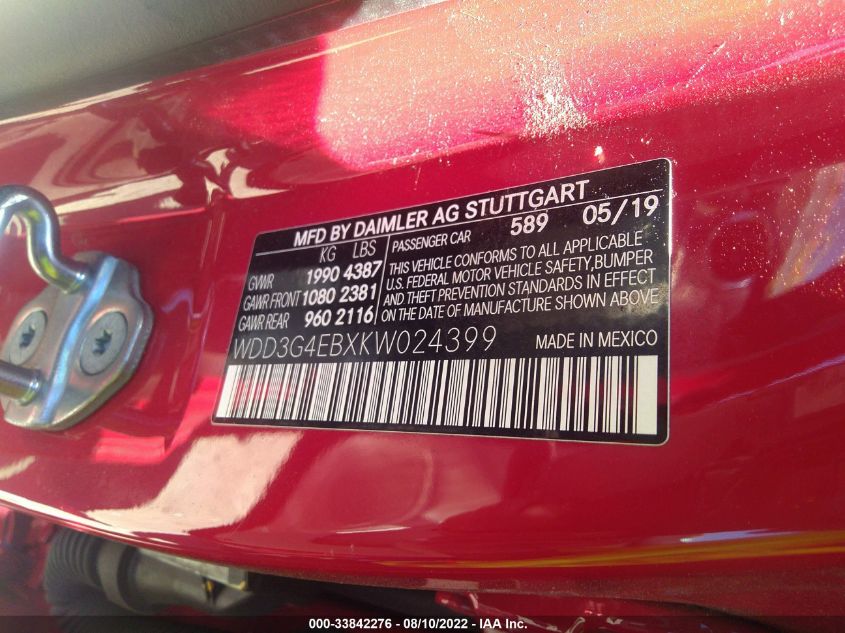 MFD BY DAIMLER AG STUTTGART
KG LBS
PASSENGER CAR 589 05/19
GVWR 1990 4387
GAWR FRONT 1080 2381
GAWR REAR 960 2116
THIS VEHICLE CONFORMS TO ALL APPLICABLE
U.S. FEDERAL MOTOR VEHICLE SAFETY,BUMPER
AND THEFT PREVENTION STANDARDS IN EFFECT
ON THE DATE OF MANUFACTURE SHOWN ABOVE
WDD3G4EBXKW024399
MADE IN MEXICO
000-33842276 - 08/10/2022 - IAA Inc.